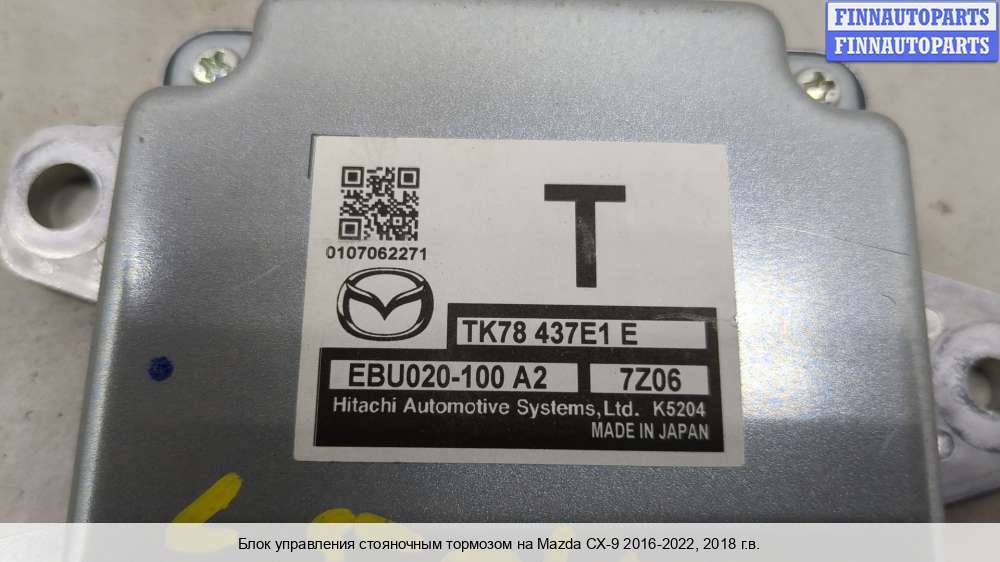 FINNAUTOPARTS
FINNAUTOPARTS
0107062271
T
TK78 437E1 E
EBU020-100 A2 7Z06
Hitachi Automotive Systems,Ltd. K5204
MADE IN JAPAN
Блок управления стояночным тормозом на Mazda CX-9 2016-2022, 2018 г.в.